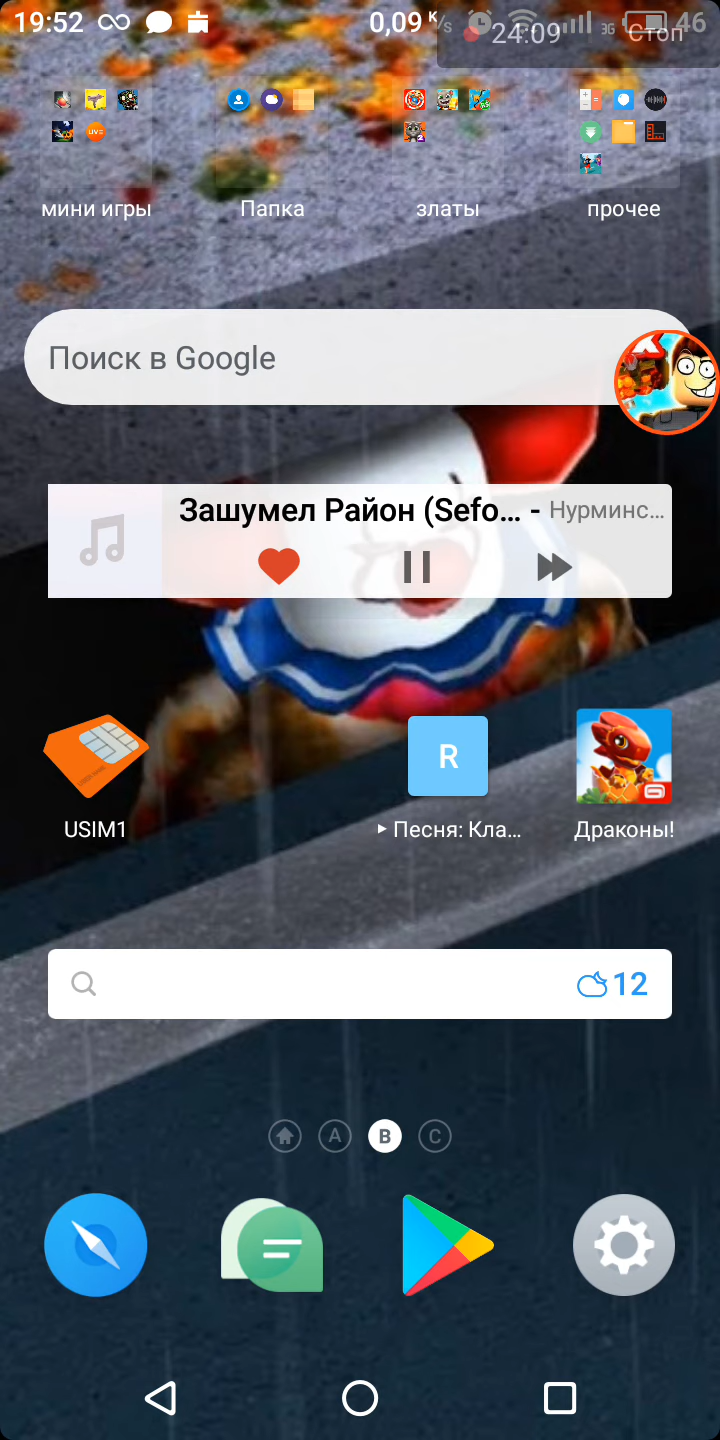 19:52 0,09 K/s 3G 46
24:09 Стоп
мини игры Папка златы прочее
Поиск в Google
Зашумел Район (Sefo... - Нурминс...
USIM1 Песня: Кла... Драконы!
R
12
A B C